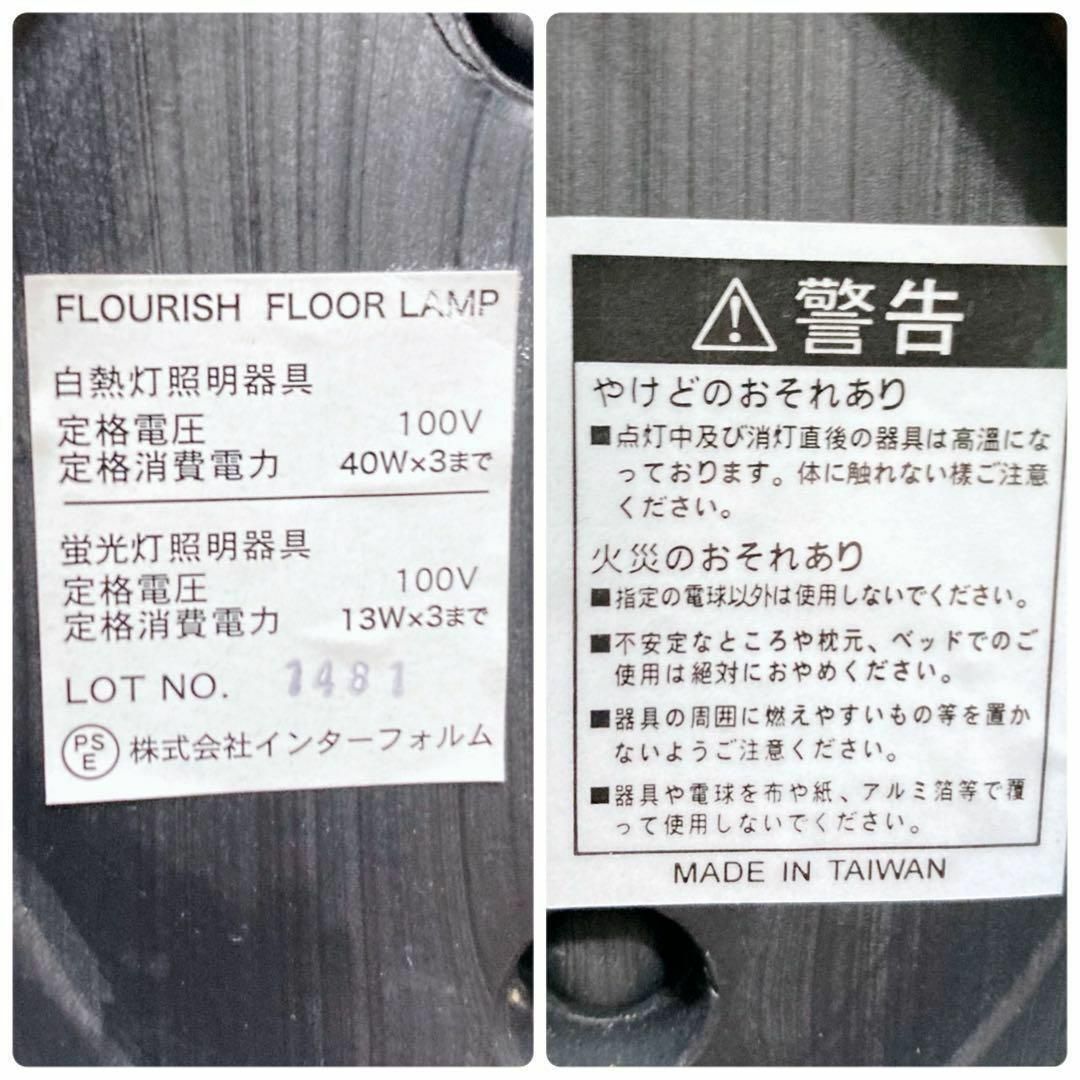 FLOURISH FLOOR LAMP
白熱灯照明器具
定格電圧 100V
定格消費電力 40W×3まで
蛍光灯照明器具
定格電圧 100V
定格消費電力 13W×3まで
LOT NO. 1481
PSE 株式会社インターフォルム
警告
やけどのおそれあり
■点灯中及び消灯直後の器具は高温にな
っております。体に触れない様ご注意
ください。
火災のおそれあり
■指定の電球以外は使用しないでください。
■不安定なところや枕元、ベッドでのご
使用は絶対におやめください。
■器具の周囲に燃えやすいもの等を置か
ないようご注意ください。
■器具や電球を布や紙、アルミ箔等で覆
って使用しないでください。
MADE IN TAIWAN